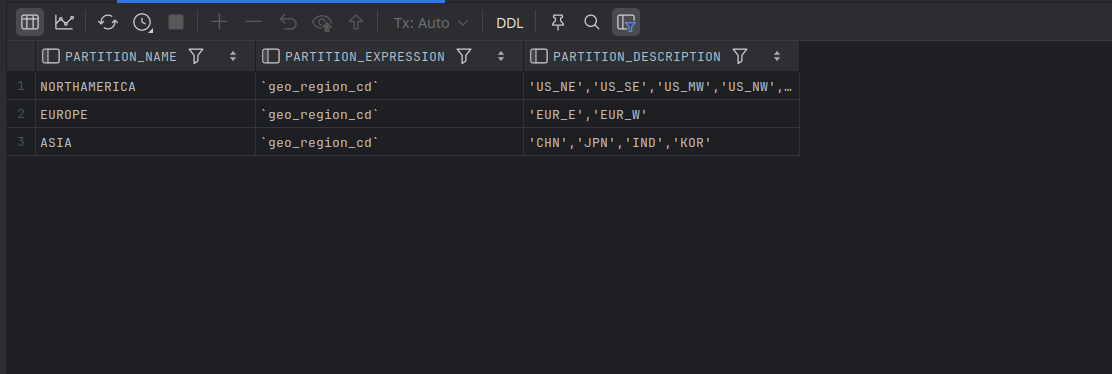 Tx: Auto DDL
PARTITION_NAME PARTITION_EXPRESSION PARTITION_DESCRIPTION
1 NORTHAMERICA `geo_region_cd` 'US_NE','US_SE','US_MW','US_NW',…
2 EUROPE `geo_region_cd` 'EUR_E','EUR_W'
3 ASIA `geo_region_cd` 'CHN','JPN','IND','KOR'